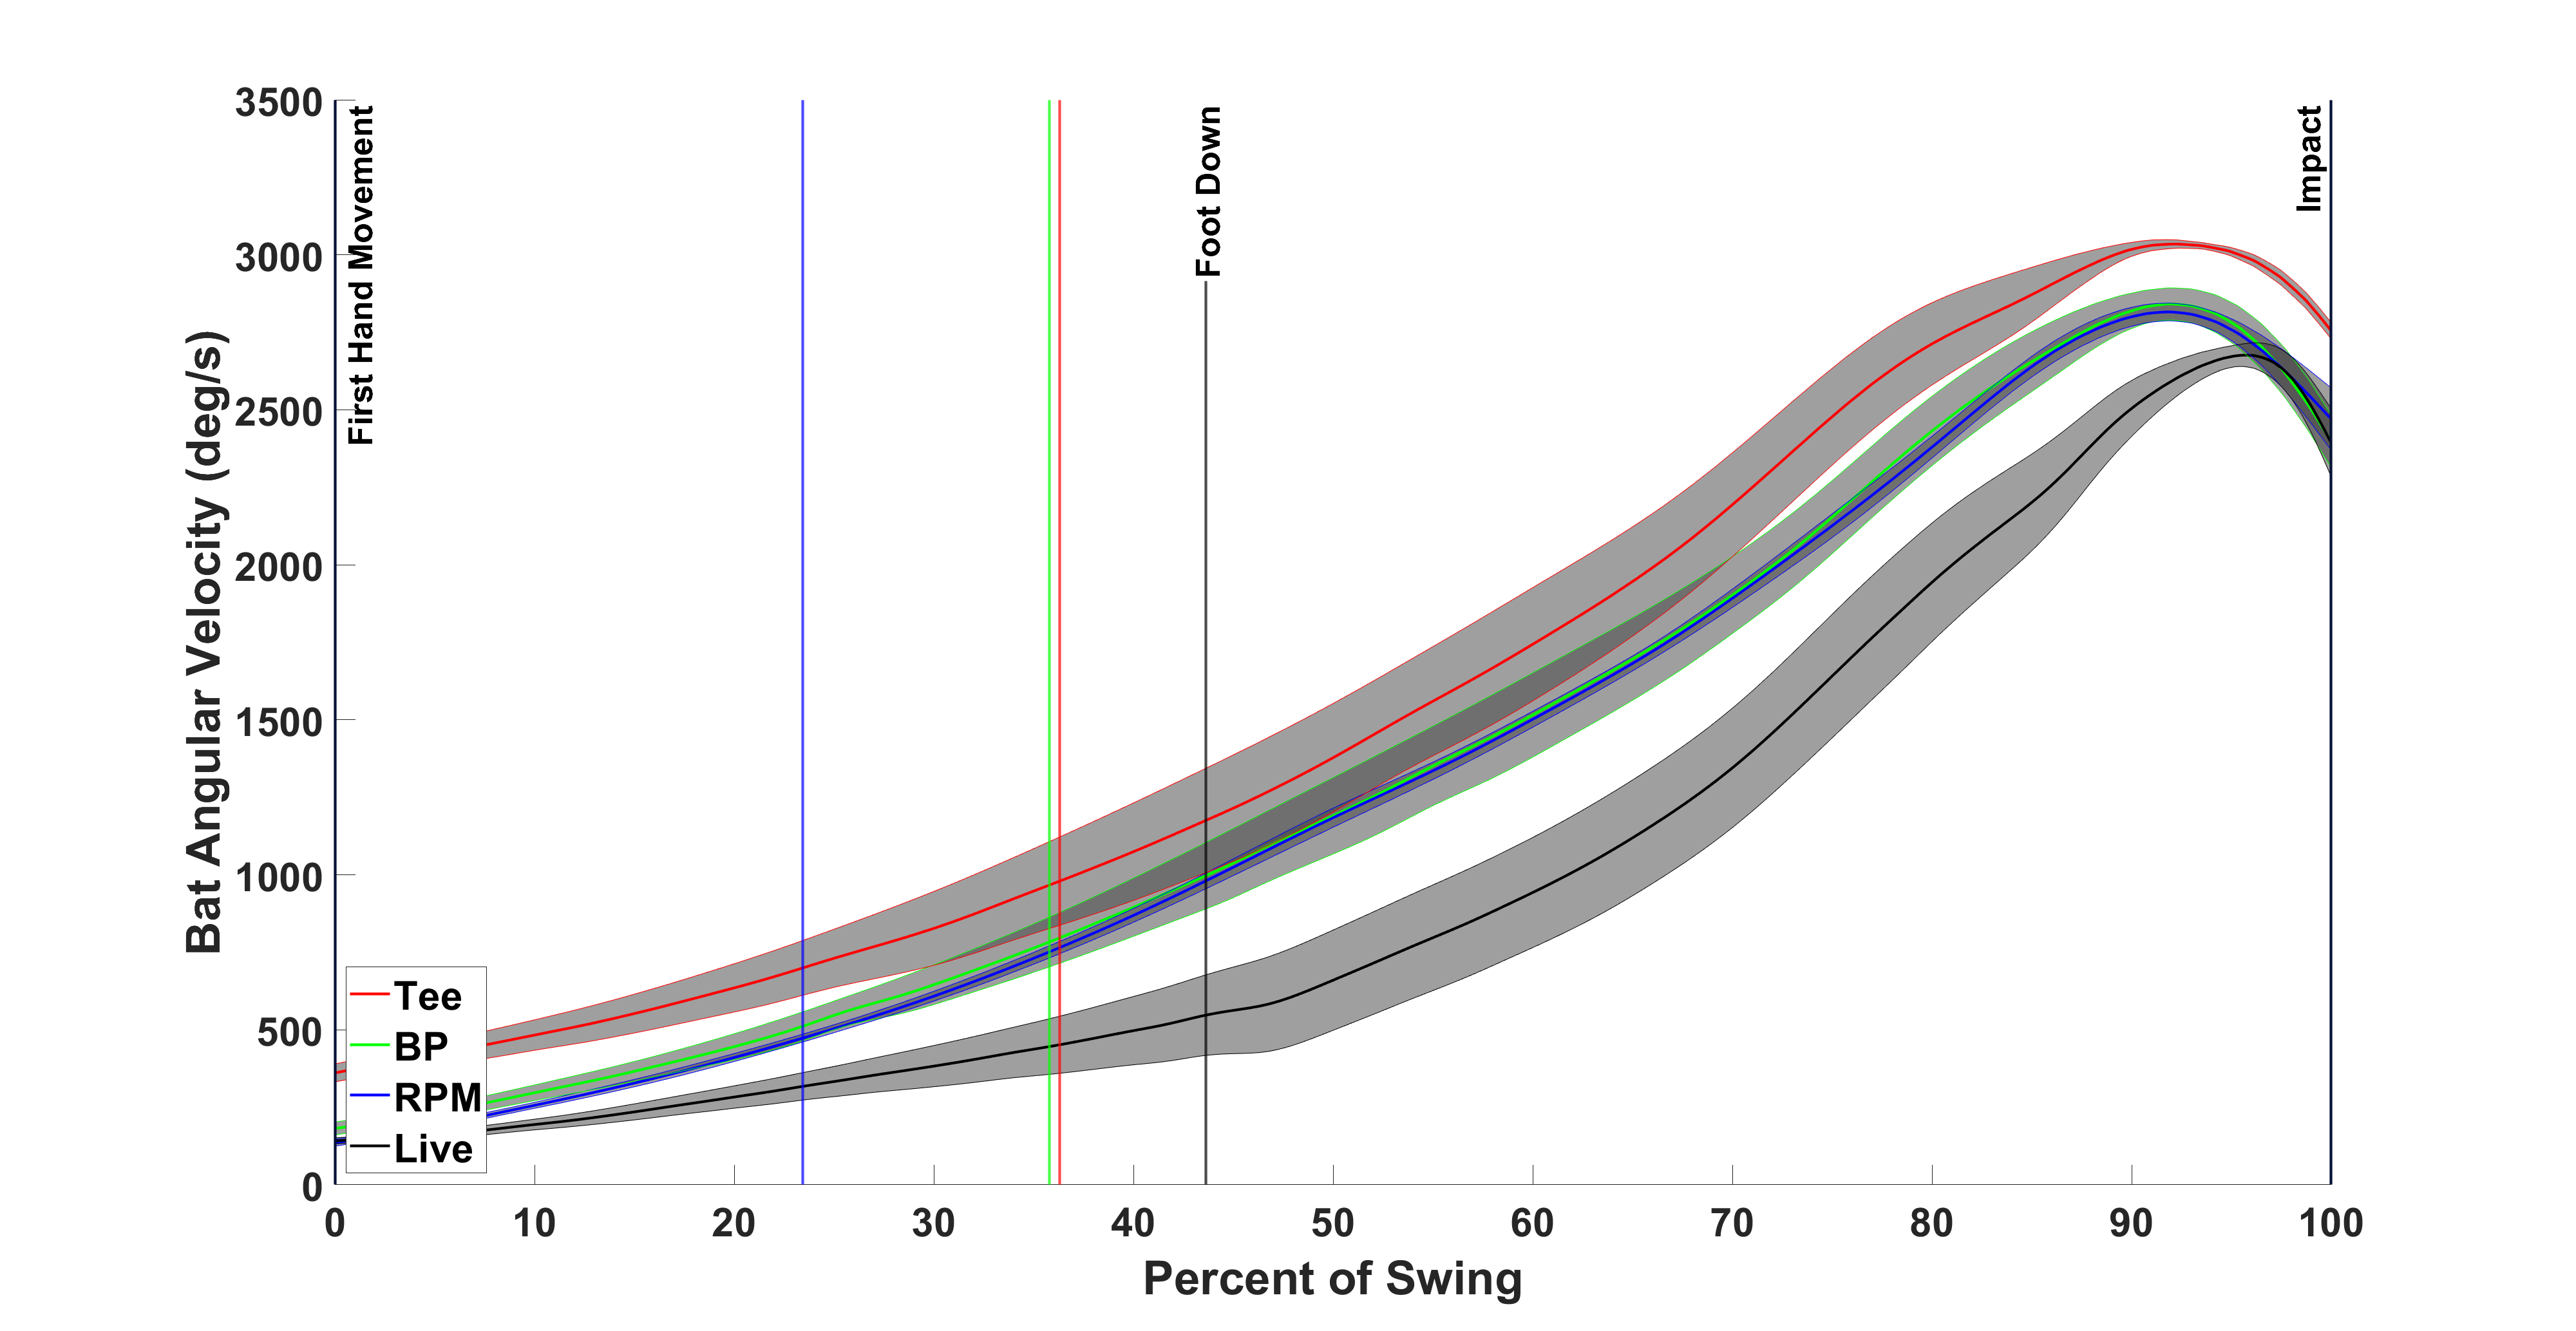 3500
3000
2500
2000
1500
1000
500
0
Bat Angular Velocity (deg/s)
First Hand Movement
Foot Down
Impact
Tee
BP
RPM
Live
0 10 20 30 40 50 60 70 80 90 100
Percent of Swing